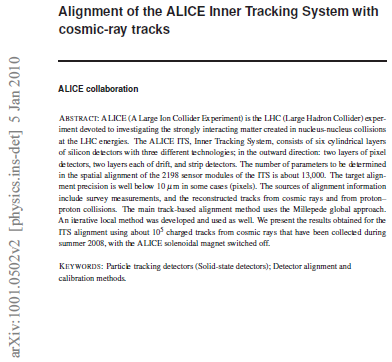 Alignment of the ALICE Inner Tracking System with
cosmic-ray tracks
ALICE collaboration
ABSTRACT: ALICE (A Large Ion Collider Experiment) is the LHC (Large Hadron Collider) exper-
iment devoted to investigating the strongly interacting matter created in nucleus-nucleus collisions
at the LHC energies. The ALICE ITS, Inner Tracking System, consists of six cylindrical layers
of silicon detectors with three different technologies; in the outward direction: two layers of pixel
detectors, two layers each of drift, and strip detectors. The number of parameters to be determined
in the spatial alignment of the 2198 sensor modules of the ITS is about 13,000. The target align-
ment precision is well below 10 μm in some cases (pixels). The sources of alignment information
include survey measurements, and the reconstructed tracks from cosmic rays and from proton–
proton collisions. The main track-based alignment method uses the Millepede global approach.
An iterative local method was developed and used as well. We present the results obtained for the
ITS alignment using about 10⁵ charged tracks from cosmic rays that have been collected during
summer 2008, with the ALICE solenoidal magnet switched off.
KEYWORDS: Particle tracking detectors (Solid-state detectors); Detector alignment and
calibration methods.
arXiv:1001.0502v2 [physics.ins-det] 5 Jan 2010